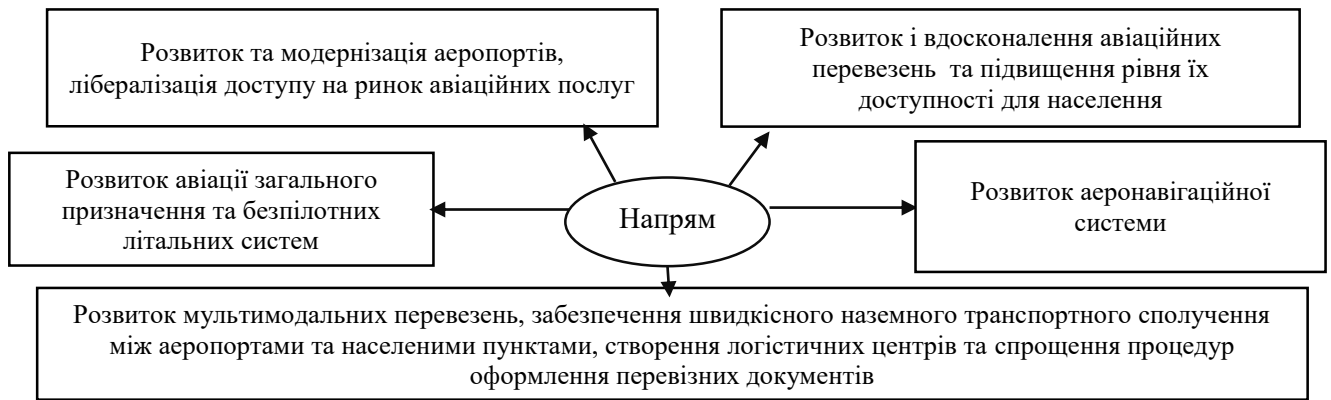 Розвиток та модернізація аеропортів,
лібералізація доступу на ринок авіаційних послуг
Розвиток і вдосконалення авіаційних
перевезень та підвищення рівня їх
доступності для населення
Розвиток авіації загального
призначення та безпілотних
літальних систем
Напрям
Розвиток аеронавігаційної
системи
Розвиток мультимодальних перевезень, забезпечення швидкісного наземного транспортного сполучення
між аеропортами та населеними пунктами, створення логістичних центрів та спрощення процедур
оформлення перевізних документів